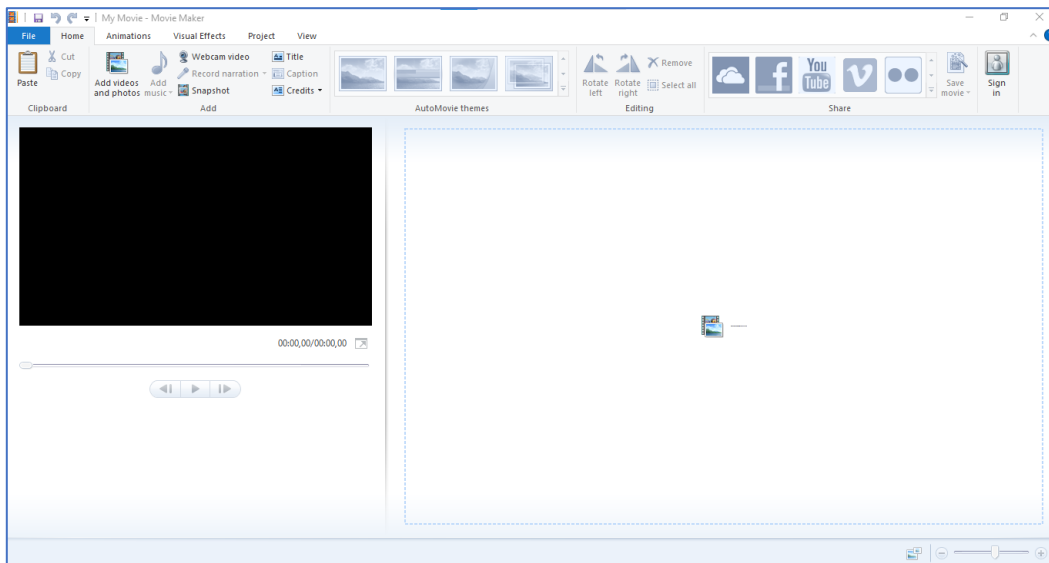 My Movie - Movie Maker
File Home Animations Visual Effects Project View
Paste
Cut
Copy
Clipboard
Add videos and photos
Add music
Webcam video
Record narration
Snapshot
Title
Caption
Credits
Add
AutoMovie themes
Rotate left
Rotate right
Remove
Select all
Editing
f
You Tube
V
Share
Save movie
Sign in
00:00,00/00:00,00